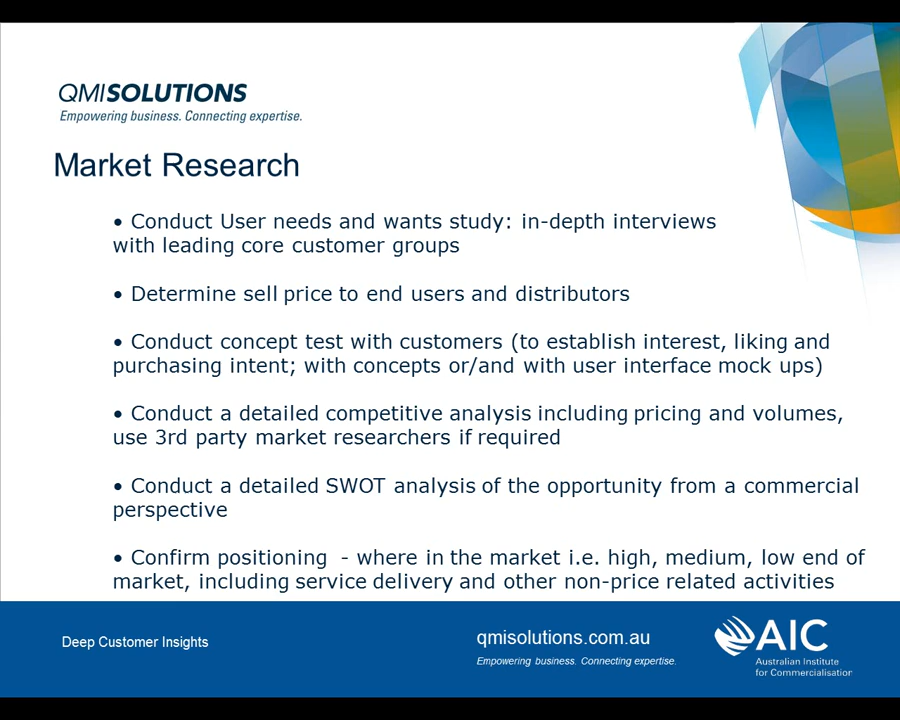 QMISOLUTIONS
Empowering business. Connecting expertise.
Market Research
• Conduct User needs and wants study: in-depth interviews
with leading core customer groups
• Determine sell price to end users and distributors
• Conduct concept test with customers (to establish interest, liking and
purchasing intent; with concepts or/and with user interface mock ups)
• Conduct a detailed competitive analysis including pricing and volumes,
use 3rd party market researchers if required
• Conduct a detailed SWOT analysis of the opportunity from a commercial
perspective
• Confirm positioning - where in the market i.e. high, medium, low end of
market, including service delivery and other non-price related activities
Deep Customer Insights
qmisolutions.com.au
Empowering business. Connecting expertise.
AIC
Australian Institute
for Commercialisation